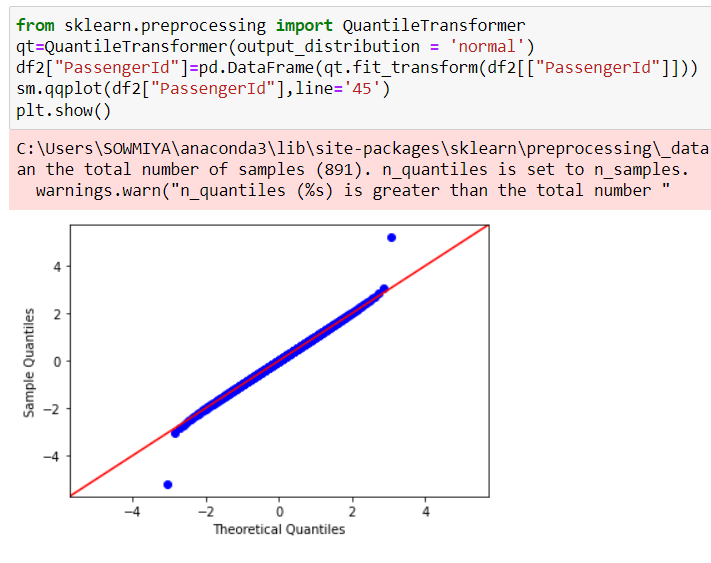 from sklearn.preprocessing import QuantileTransformer
qt=QuantileTransformer(output_distribution = 'normal')
df2["PassengerId"]=pd.DataFrame(qt.fit_transform(df2[["PassengerId"]]))
sm.qqplot(df2["PassengerId"],line='45')
plt.show()
C:\Users\SOWMIYA\anaconda3\lib\site-packages\sklearn\preprocessing\_data
an the total number of samples (891). n_quantiles is set to n_samples.
warnings.warn("n_quantiles (%s) is greater than the total number "
4
2
0
−2
−4
Sample Quantiles
−4 −2 0 2 4
Theoretical Quantiles